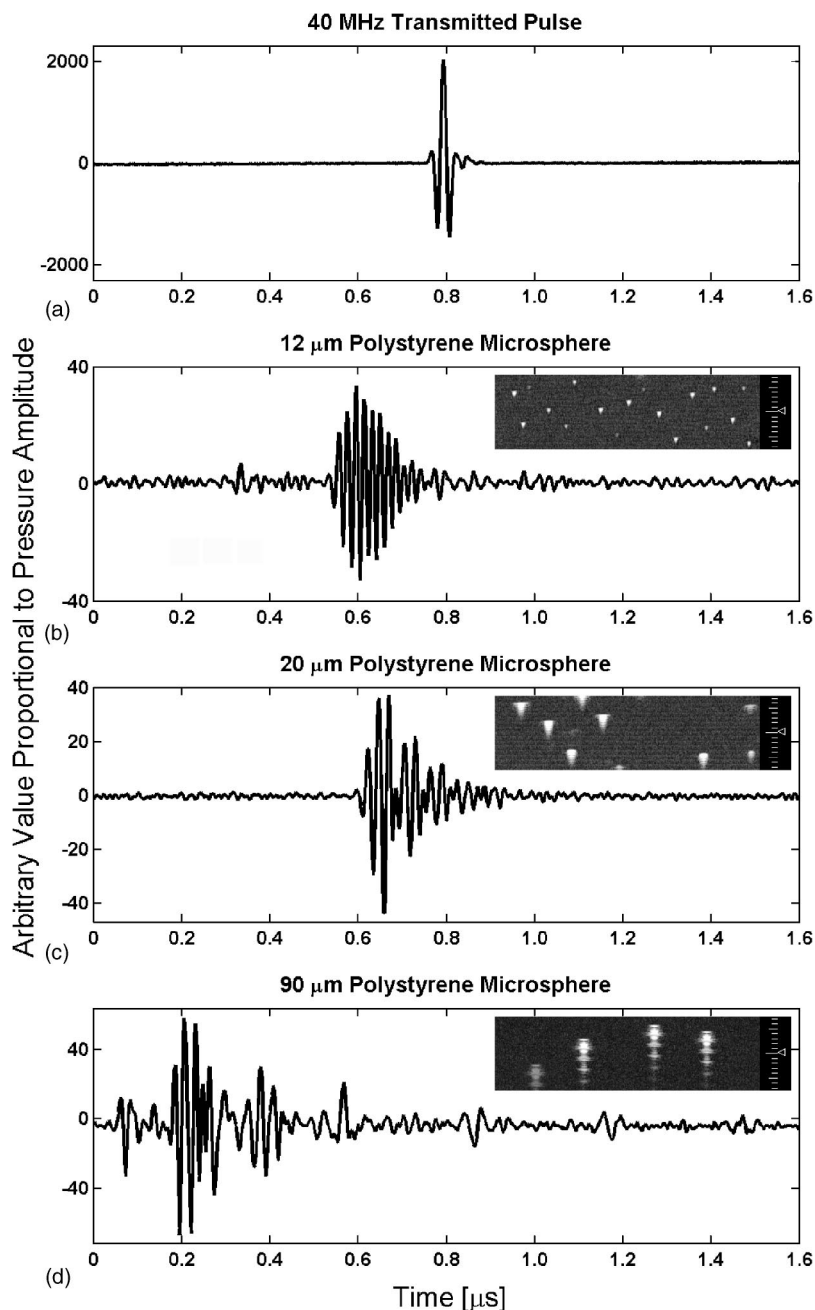 40 MHz Transmitted Pulse
2000
0
-2000
0 0.2 0.4 0.6 0.8 1.0 1.2 1.4 1.6
(a)
12 μm Polystyrene Microsphere
40
0
-40
0 0.2 0.4 0.6 0.8 1.0 1.2 1.4 1.6
(b)
20 μm Polystyrene Microsphere
40
20
0
-20
-40
0 0.2 0.4 0.6 0.8 1.0 1.2 1.4 1.6
(c)
90 μm Polystyrene Microsphere
40
0
-40
0 0.2 0.4 0.6 0.8 1.0 1.2 1.4 1.6
(d)
Time [μs]
Arbitrary Value Proportional to Pressure Amplitude